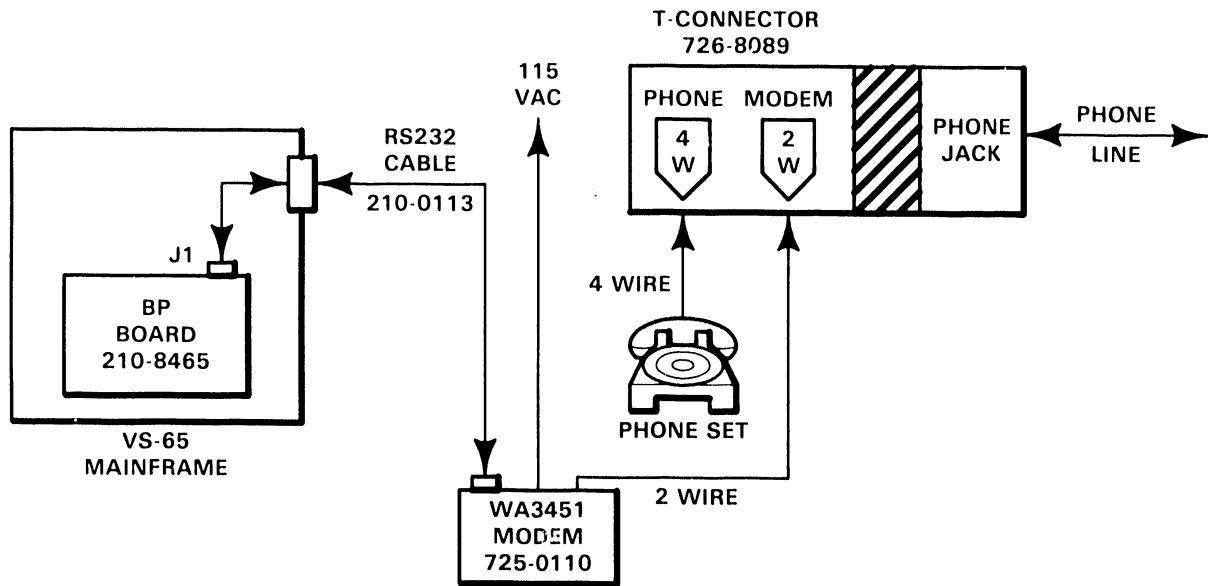 T-CONNECTOR
726-8089
115
VAC
PHONE
MODEM
4
W
2
W
PHONE
JACK
PHONE
LINE
RS232
CABLE
210-0113
J1
BP
BOARD
210-8465
VS-65
MAINFRAME
4 WIRE
PHONE SET
2 WIRE
WA3451
MODEM
725-0110